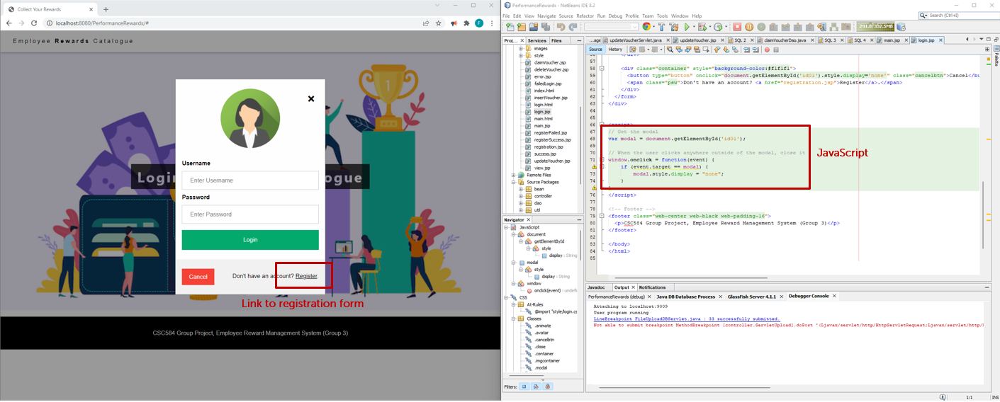 Collect Your Rewards
localhost:8080/PerformanceRewards/#
F
Employee Rewards Catalogue
Login
logue
Username
Enter Username
Password
Enter Password
Login
Cancel
Don't have an account? Register.
Link to registration form
CSC584 Group Project, Employee Reward Management System (Group 3)
PerformanceRewards - NetBeans IDE 8.2
File Edit View Navigate Source Refactor Run Debug Profile Team Tools Window Help
Search (Ctrl+I)
291.0/332.5MB
Proj... Services Files
images
style
claimVoucher.jsp
deleteVoucher.jsp
error.jsp
failedLogin.jsp
index.html
insertVoucher.jsp
login.html
login.jsp
main.html
main.jsp
registerFailed.jsp
registerSuccess.jsp
registration.jsp
success.jsp
updateVoucher.jsp
view.jsp
Remote Files
Source Packages
bean
controller
dao
util
Navigator
JavaScript
document
getElementById
style
display : String
modal
style
display : String
window
onclick(event) : undefi
CSS
At-Rules
@import "style/login.cs
Classes
.animate
.avatar
.cancelbtn
.close
.container
.imgcontainer
.modal
Filters:
...age updateVoucherServlet.java updateVoucher.jsp SQL 2 claimVoucherDao.java SQL 3 SQL 4 main.jsp login.jsp
Source History
Palette
56 </div>
57
58 <div class="container" style="background-color:#f1f1f1">
59 <button type="button" onclick="document.getElementById('id01').style.display='none'" class="cancelbtn">Cancel</bu
60 <span class="psw">Don't have an account? <a href="registration.jsp">Register</a>.</span>
61 </div>
62 </form>
63 </div>
64
65
66 <script>
67 // Get the modal
68 var modal = document.getElementById('id01');
69
70 // When the user clicks anywhere outside of the modal, close it
71 window.onclick = function(event) {
if (event.target == modal) {
73 modal.style.display = "none";
74 }
}
76 </script>
77
78 <!-- Footer -->
79 <footer class="web-center web-black web-padding-16">
80 <p>CSC584 Group Project, Employee Reward Management System (Group 3)</p>
81 </footer>
82
83 </body>
84 </html>
85
JavaScript
Javadoc Output Notifications
PerformanceRewards (debug) Java DB Database Process GlassFish Server 4.1.1 Debugger Console
Attaching to localhost:9009
User program running
LineBreakpoint FileUploadDBServlet.java : 33 successfully submitted.
Not able to submit breakpoint MethodBreakpoint [controller.ServletUpload].doPost '(Ljavax/servlet/http/HttpServletRequest;Ljavax/servlet/http/
1:1 INS